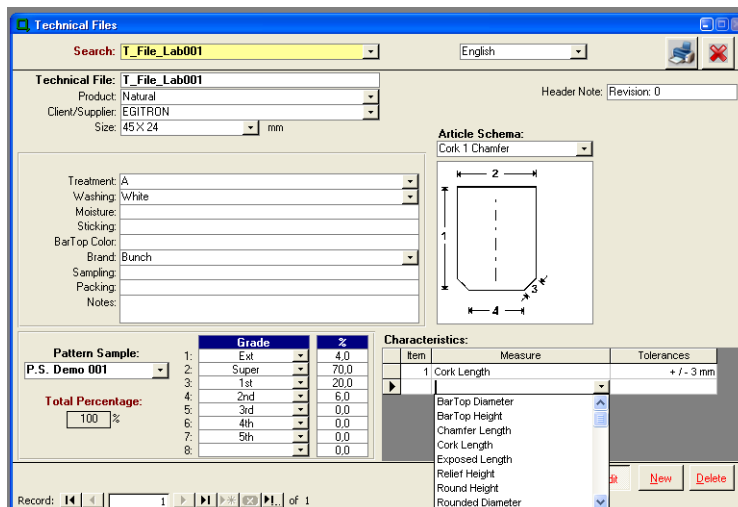 Technical Files
Search: T_File_Lab001 English
Technical File: T_File_Lab001
Header Note: Revision: 0
Product: Natural
Client/Supplier: EGITRON
Size: 45 X 24 mm
Article Schema:
Cork 1 Chamfer
2
1
3
4
Treatment: A
Washing: White
Moisture:
Sticking:
BarTop Color:
Brand: Bunch
Sampling:
Packing:
Notes:
Pattern Sample:
P.S. Demo 001
Total Percentage:
100 %
Grade %
1: Ext 4,0
2: Super 70,0
3: 1st 20,0
4: 2nd 6,0
5: 3rd 0,0
6: 4th 0,0
7: 5th 0,0
8: 0,0
Characteristics:
Item Measure Tolerances
1 Cork Length + / - 3 mm
BarTop Diameter
BarTop Height
Chamfer Length
Cork Length
Exposed Length
Relief Height
Round Height
Rounded Diameter
New Delete
Record: 1 of 1